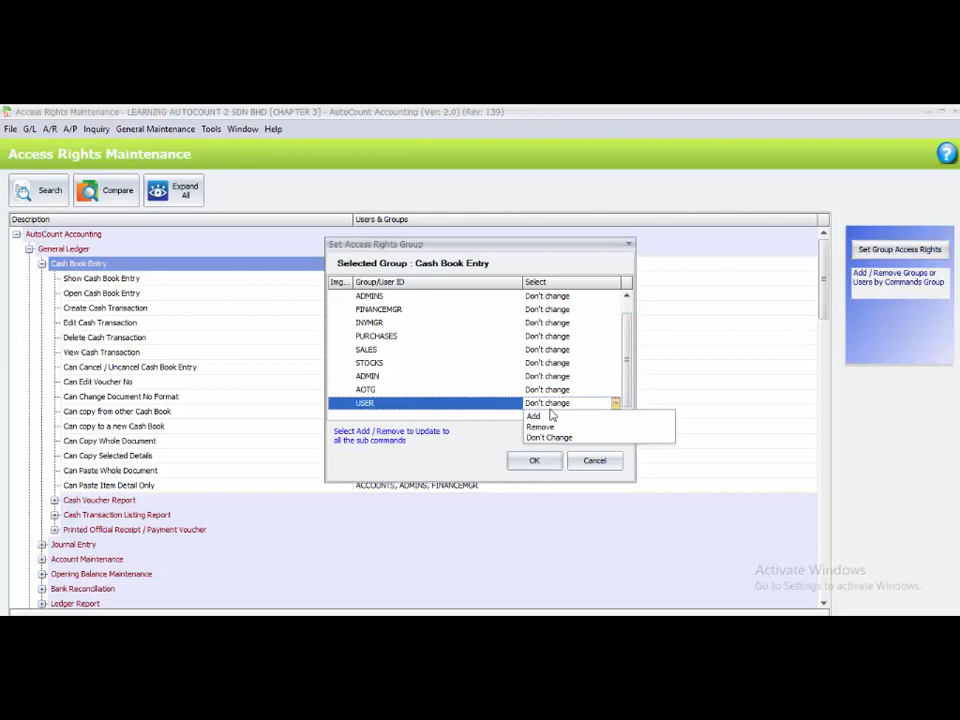 Access Rights Maintenance - LEARNING AUTOCOUNT 2 SDN BHD [CHAPTER 3] - AutoCount Accounting (Ver: 2.0) (Rev: 139)
File G/L A/R A/P Inquiry General Maintenance Tools Window Help
Access Rights Maintenance
Search
Compare
Expand
All
Description
Users & Groups
AutoCount Accounting
General Ledger
Cash Book Entry
Show Cash Book Entry
Open Cash Book Entry
Create Cash Transaction
Edit Cash Transaction
Delete Cash Transaction
View Cash Transaction
Can Cancel / Uncancel Cash Book Entry
Can Edit Voucher No
Can Change Document No Format
Can copy from other Cash Book
Can copy to a new Cash Book
Can Copy Whole Document
Can Copy Selected Details
Can Paste Whole Document
Can Paste Item Detail Only
ACCOUNTS, ADMINS, FINANCEMGR
Cash Voucher Report
Cash Transaction Listing Report
Printed Official Receipt / Payment Voucher
Journal Entry
Account Maintenance
Opening Balance Maintenance
Bank Reconciliation
Ledger Report
Set Access Rights Group
Selected Group : Cash Book Entry
Img... Group/User ID Select
ADMINS Don't change
FINANCEMGR Don't change
INVMGR Don't change
PURCHASES Don't change
SALES Don't change
STOCKS Don't change
ADMIN Don't change
AOTG Don't change
USER Don't change
Add
Remove
Don't Change
Select Add / Remove to Update to
all the sub commands
OK
Cancel
Set Group Access Rights
Add / Remove Groups or
Users by Commands Group
Activate Windows
Go to Settings to activate Windows.